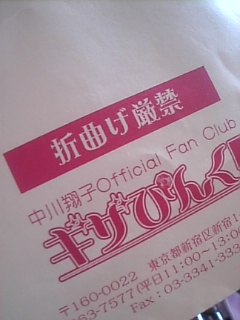 折曲げ厳禁
中川翔子Official Fan Club
ギザぴんく
〒160-0022 東京都新宿区新宿1
63-7577(平日11:00~13:0
Fax:03-3341-333